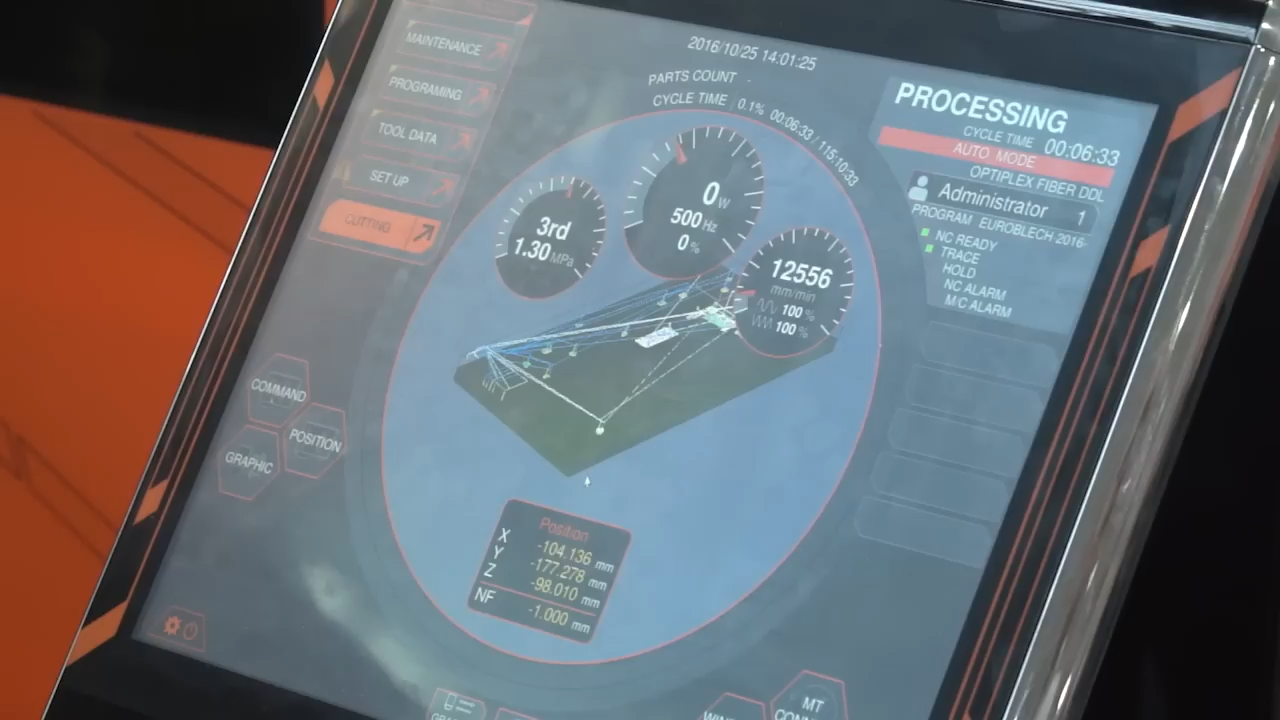 MAINTENANCE
PROGRAMING
TOOL DATA
SET UP
CUTTING
2016/10/25 14:01:25
PARTS COUNT -
CYCLE TIME 0.1% 00:06:33 / 115:10:33
3rd
1.30 MPa
0 W
500 Hz
0 %
12556
mm/min
100 %
100 %
PROCESSING
CYCLE TIME 00:06:33
AUTO MODE
OPTIPLEX FIBER DDL
Administrator 1
PROGRAM EUROBLECH-2016-
NC READY
TRACE
HOLD
NC ALARM
M/C ALARM
COMMAND
POSITION
GRAPHIC
Position
X -104.136 mm
Y -177.278 mm
Z -98.010 mm
NF -1.000 mm
MT